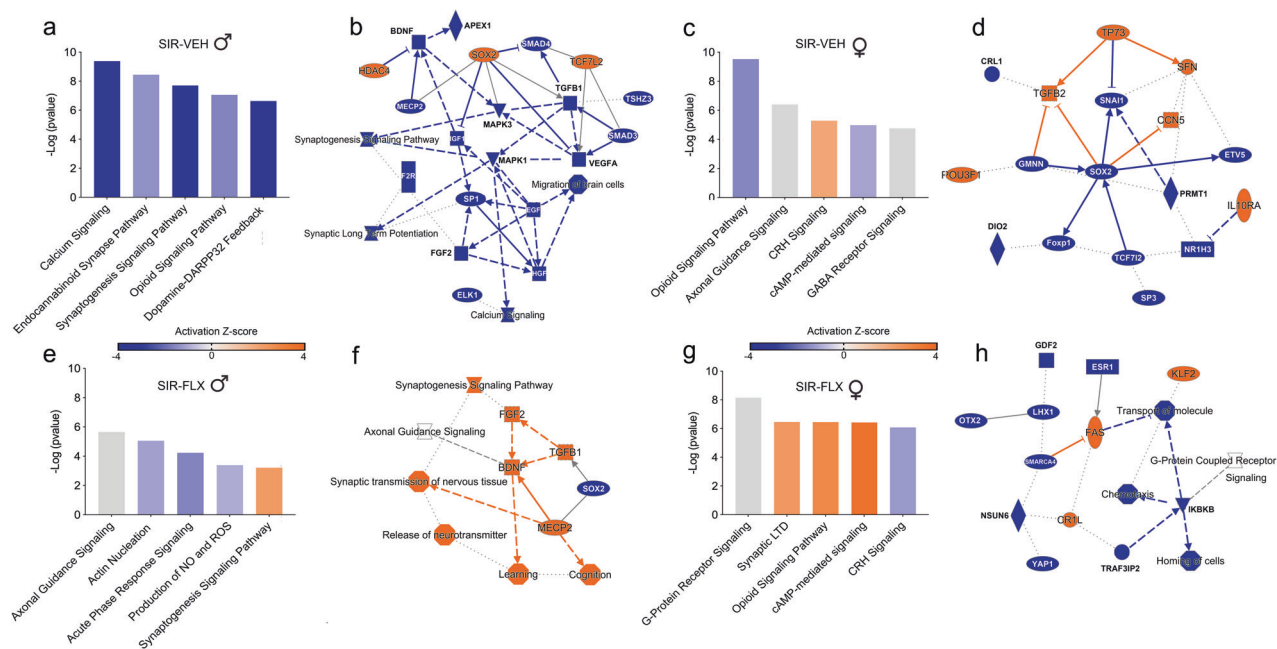 a
SIR-VEH ♂
-Log (pvalue)
10
8
6
4
2
0
Calcium Signaling
Endocannabinoid Synapse Pathway
Synaptogenesis Signaling Pathway
Opioid Signaling Pathway
Dopamine-DARPP32 Feedback
b
BDNF
APEX1
HDAC4
SOX2
SMAD4
TCF7L2
MECP2
TGFB1
TSHZ3
MAPK3
SMAD3
Synaptogenesis Signaling Pathway
MAPK1
VEGFA
F2R
Migration of brain cells
SP1
EGF
Synaptic Long Term Potentiation
FGF2
HGF
ELK1
Calcium Signaling
c
SIR-VEH ♀
-Log (pvalue)
10
8
6
4
2
0
Opioid Signaling Pathway
Axonal Guidance Signaling
CRH Signaling
cAMP-mediated signaling
GABA Receptor Signaling
d
TP73
CRL1
SFN
TGFB2
SNAI1
CCN5
GMNN
SOX2
ETV5
POU3F1
PRMT1
IL10RA
DIO2
Foxp1
TCF7l2
NR1H3
SP3
Activation Z-score
-4
0
4
Activation Z-score
-4
0
4
e
SIR-FLX ♂
-Log (pvalue)
10
8
6
4
2
0
Axonal Guidance Signaling
Actin Nucleation
Acute Phase Response Signaling
Production of NO and ROS
Synaptogenesis Signaling Pathway
f
Synaptogenesis Signaling Pathway
FGF2
Axonal Guidance Signaling
TGFB1
BDNF
Synaptic transmission of nervous tissue
SOX2
MECP2
Release of neurotransmitter
Learning
Cognition
g
SIR-FLX ♀
-Log (pvalue)
10
8
6
4
2
0
G-Protein Receptor Signaling
Synaptic LTD
Opioid Signaling Pathway
cAMP-mediated signaling
CRH Signaling
h
GDF2
ESR1
KLF2
OTX2
LHX1
Transport of molecule
FAS
SMARCA4
G-Protein Coupled Receptor
Signaling
Chemotaxis
NSUN6
CR1L
IKBKB
YAP1
TRAF3IP2
Homing of cells